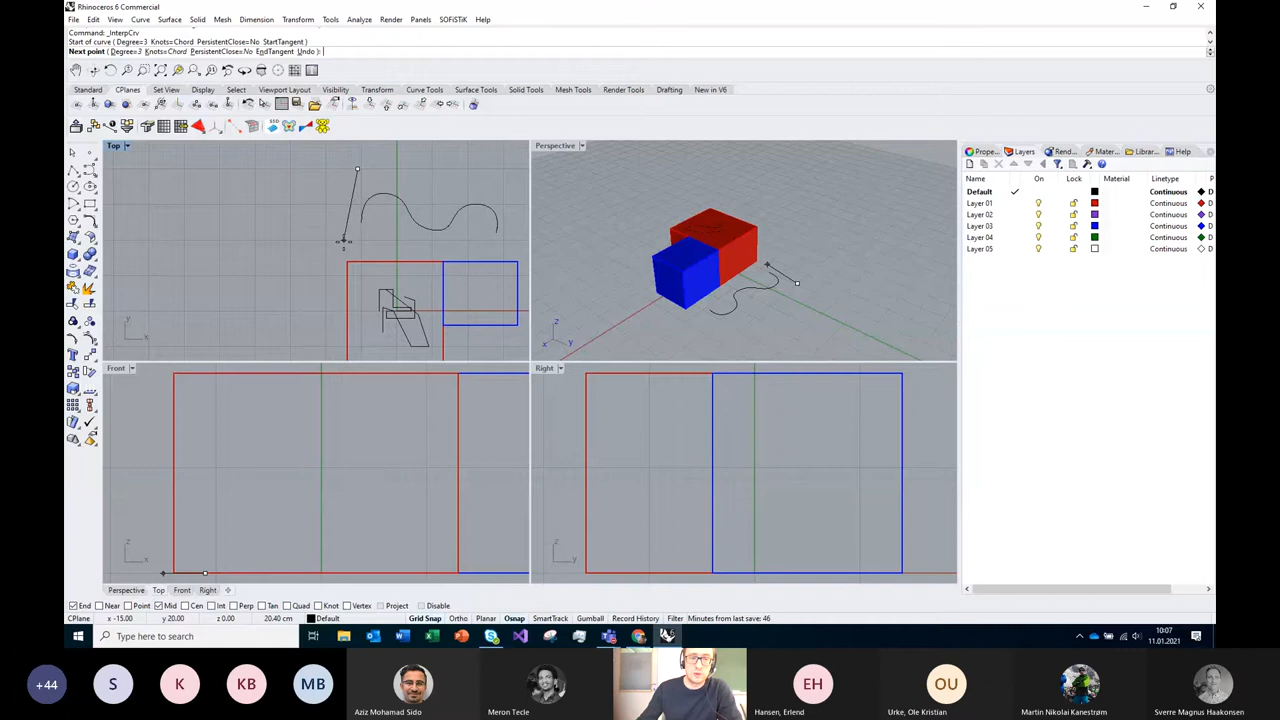 Rhinoceros 6 Commercial
File Edit View Curve Surface Solid Mesh Dimension Transform Tools Analyze Render Panels SOFiSTiK Help
Command: _InterpCrv
Start of curve ( Degree=3 Knots=Chord PersistentClose=No StartTangent )
Next point ( Degree=3 Knots=Chord PersistentClose=No EndTangent Undo ):
Standard CPlanes Set View Display Select Viewport Layout Visibility Transform Curve Tools Surface Tools Solid Tools Mesh Tools Render Tools Drafting New in V6
Top
Perspective
Prope... Layers Rend... Mater... Librar... Help
Name On Lock Color Material Linetype P
Default Continuous D
Layer 01 Continuous D
Layer 02 Continuous D
Layer 03 Continuous D
Layer 04 Continuous D
Layer 05 Continuous D
y
x
z
x y
Front
Right
z
x
z
y
Perspective Top Front Right
End Near Point Mid Cen Int Perp Tan Quad Knot Vertex Project Disable
CPlane x -15.00 y 20.00 z 0.00 20.40 cm Default Grid Snap Ortho Planar Osnap SmartTrack Gumball Record History Filter Minutes from last save: 46
Type here to search
10:07
11.01.2021
+44
S
K
KB
MB
EH
OU
Aziz Mohamad Sido
Meron Tecle
Hansen, Erlend
Urke, Ole Kristian
Martin Nikolai Kanestrøm
Sverre Magnus Haakonsen